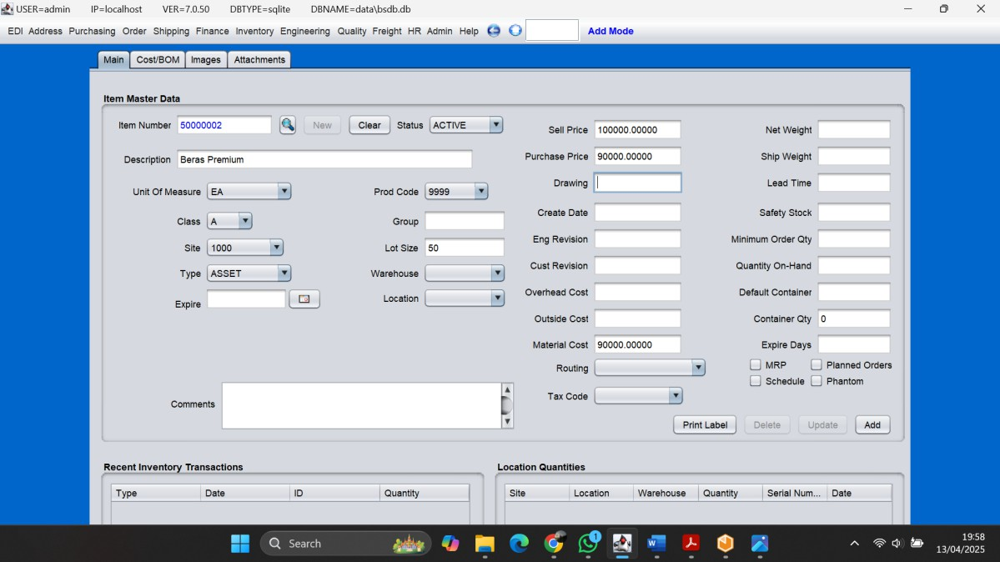 USER=admin IP=localhost VER=7.0.50 DBTYPE=sqlite DBNAME=data\bsdb.db
EDI Address Purchasing Order Shipping Finance Inventory Engineering Quality Freight HR Admin Help Add Mode
Main Cost/BOM Images Attachments
Item Master Data
Item Number 50000002 New Clear Status ACTIVE
Description Beras Premium
Unit Of Measure EA Prod Code 9999
Class A Group
Site 1000 Lot Size 50
Type ASSET Warehouse
Expire Location
Comments
Sell Price 100000.00000
Purchase Price 90000.00000
Drawing
Create Date
Eng Revision
Cust Revision
Overhead Cost
Outside Cost
Material Cost 90000.00000
Routing
Tax Code
Net Weight
Ship Weight
Lead Time
Safety Stock
Minimum Order Qty
Quantity On-Hand
Default Container
Container Qty 0
Expire Days
MRP Planned Orders
Schedule Phantom
Print Label Delete Update Add
Recent Inventory Transactions
Type Date ID Quantity
Location Quantities
Site Location Warehouse Quantity Serial Num... Date
Search
1
W
19:58
13/04/2025